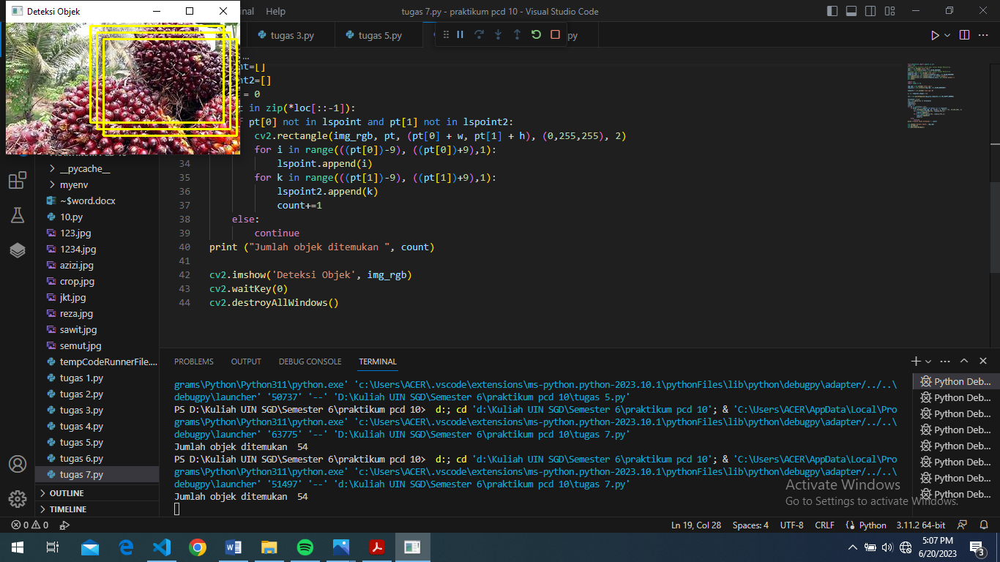 Deteksi Objek
nal
Help
tugas 7.py - praktikum pcd 10 - Visual Studio Code
tugas 3.py
tugas 5.py
py
...
nt=[]
nt2=[]
= 0
in zip(*loc[::-1]):
pt[0] not in lspoint and pt[1] not in lspoint2:
cv2.rectangle(img_rgb, pt, (pt[0] + w, pt[1] + h), (0,255,255), 2)
for i in range(((pt[0])-9), ((pt[0])+9),1):
34 lspoint.append(i)
35 for k in range(((pt[1])-9), ((pt[1])+9),1):
36 lspoint2.append(k)
37 count+=1
38 else:
39 continue
40 print ("Jumlah objek ditemukan ", count)
41
42 cv2.imshow('Deteksi Objek', img_rgb)
43 cv2.waitKey(0)
44 cv2.destroyAllWindows()
__pycache__
myenv
~$word.docx
10.py
123.jpg
1234.jpg
azizi.jpg
crop.jpg
jkt.jpg
reza.jpg
sawit.jpg
semut.jpg
tempCodeRunnerFile....
tugas 1.py
tugas 2.py
tugas 3.py
tugas 4.py
tugas 5.py
tugas 6.py
tugas 7.py
OUTLINE
TIMELINE
PROBLEMS
OUTPUT
DEBUG CONSOLE
TERMINAL
grams\Python\Python311\python.exe' 'c:\Users\ACER\.vscode\extensions\ms-python.python-2023.10.1\pythonFiles\lib\python\debugpy\adapter/../..\
debugpy\launcher' '50737' '--' 'D:\Kuliah UIN SGD\Semester 6\praktikum pcd 10\tugas 5.py'
PS D:\Kuliah UIN SGD\Semester 6\praktikum pcd 10> d:; cd 'd:\Kuliah UIN SGD\Semester 6\praktikum pcd 10'; & 'C:\Users\ACER\AppData\Local\Pro
grams\Python\Python311\python.exe' 'c:\Users\ACER\.vscode\extensions\ms-python.python-2023.10.1\pythonFiles\lib\python\debugpy\adapter/../..\
debugpy\launcher' '63775' '--' 'D:\Kuliah UIN SGD\Semester 6\praktikum pcd 10\tugas 7.py'
Jumlah objek ditemukan  54
PS D:\Kuliah UIN SGD\Semester 6\praktikum pcd 10> d:; cd 'd:\Kuliah UIN SGD\Semester 6\praktikum pcd 10'; & 'C:\Users\ACER\AppData\Local\Pro
grams\Python\Python311\python.exe' 'c:\Users\ACER\.vscode\extensions\ms-python.python-2023.10.1\pythonFiles\lib\python\debugpy\adapter/../..\
debugpy\launcher' '51497' '--' 'd:\Kuliah UIN SGD\Semester 6\praktikum pcd 10\tugas 7.py'
Jumlah objek ditemukan  54
Python Deb...
Python Deb...
Python Deb...
Python Deb...
Python Deb...
Python Deb...
Python Deb...
Python Deb...
Activate Windows
Go to Settings to activate Windows.
0 0
Ln 19, Col 28
Spaces: 4
UTF-8
CRLF
Python
3.11.2 64-bit
5:07 PM
6/20/2023
3